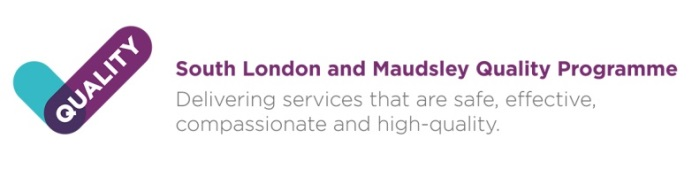 QUALITY
South London and Maudsley Quality Programme
Delivering services that are safe, effective,
compassionate and high-quality.